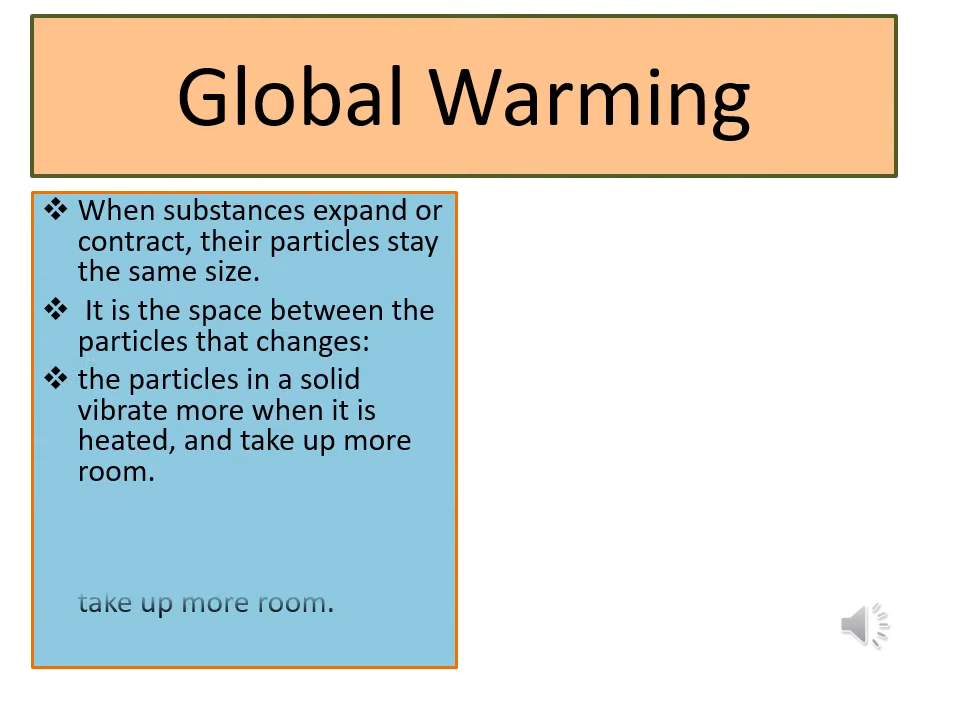 Global Warming
❖ When substances expand or
contract, their particles stay
the same size.
❖ It is the space between the
particles that changes:
❖ the particles in a solid
vibrate more when it is
heated, and take up more
room.
take up more room.